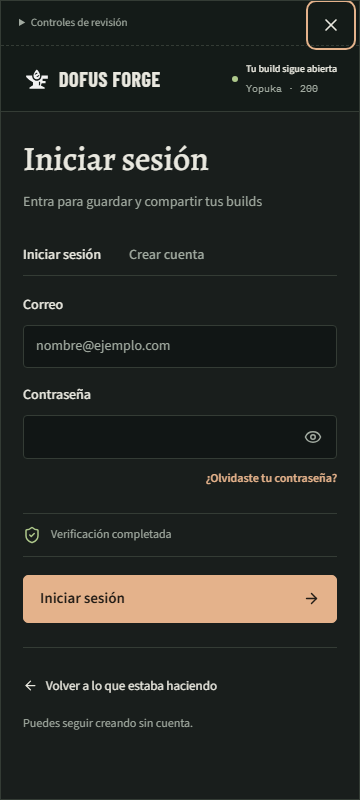 Controles de revisión
DOFUS FORGE
Tu build sigue abierta
Yopuka · 200
Iniciar sesión
Entra para guardar y compartir tus builds
Iniciar sesión
Crear cuenta
Correo
nombre@ejemplo.com
Contraseña
¿Olvidaste tu contraseña?
Verificación completada
Iniciar sesión
Volver a lo que estaba haciendo
Puedes seguir creando sin cuenta.